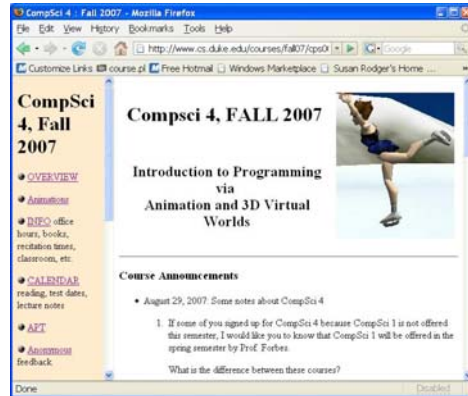 CompSci 4 : Fall 2007 - Mozilla Firefox
File Edit View History Bookmarks Tools Help
http://www.cs.duke.edu/courses/fall07/cps0
Google
Customize Links course.pl Free Hotmail Windows Marketplace Susan Rodger's Home ...
CompSci
4, Fall
2007
OVERVIEW
Animations
INFO office
hours, books,
recitation times,
classroom, etc.
CALENDAR
reading, test dates,
lecture notes
APT
Anonymous
feedback
Compsci 4, FALL 2007
Introduction to Programming
via
Animation and 3D Virtual
Worlds
Course Announcements
August 29, 2007: Some notes about CompSci 4
1. If some of you signed up for CompSci 4 because CompSci 1 is not offered
this semester, I would like you to know that CompSci 1 will be offered in the
spring semester by Prof. Forbes.
What is the difference between these courses?
Done
Disabled